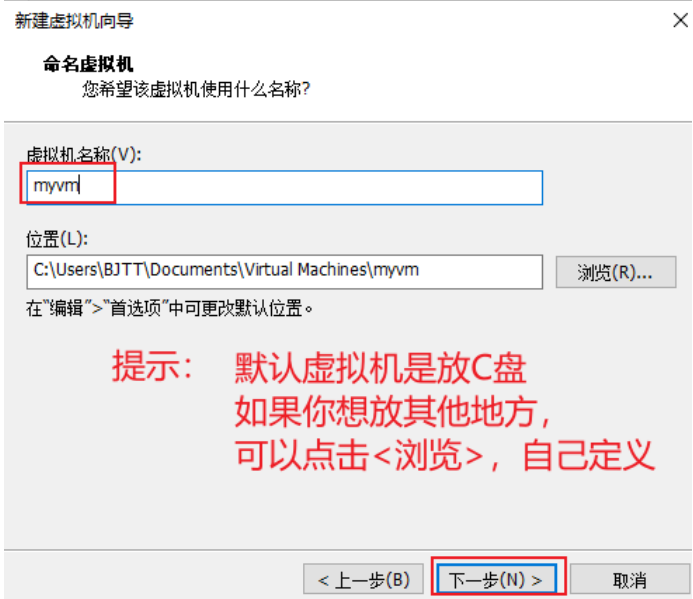 新建虚拟机向导
命名虚拟机
您希望该虚拟机使用什么名称?
虚拟机名称(V):
myvm
位置(L):
C:\Users\BJTT\Documents\Virtual Machines\myvm
浏览(R)...
在"编辑">"首选项"中可更改默认位置。
提示： 默认虚拟机是放C盘
如果你想放其他地方，
可以点击<浏览>，自己定义
< 上一步(B) 下一步(N) > 取消